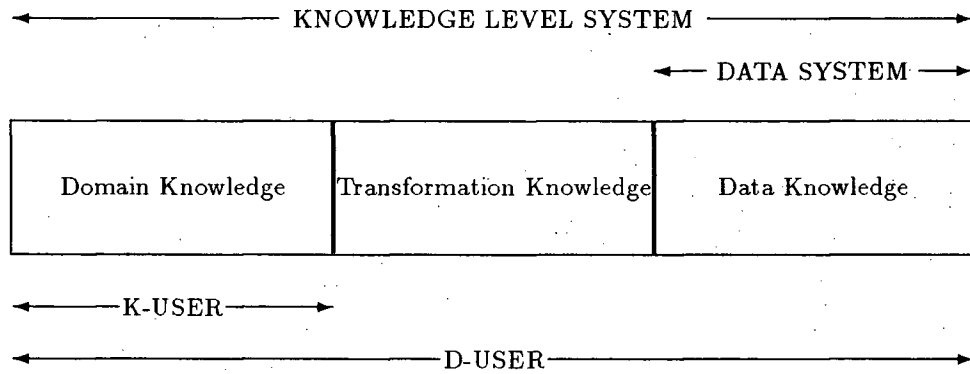 KNOWLEDGE LEVEL SYSTEM
DATA SYSTEM
Domain Knowledge
Transformation Knowledge
Data Knowledge
K-USER
D-USER